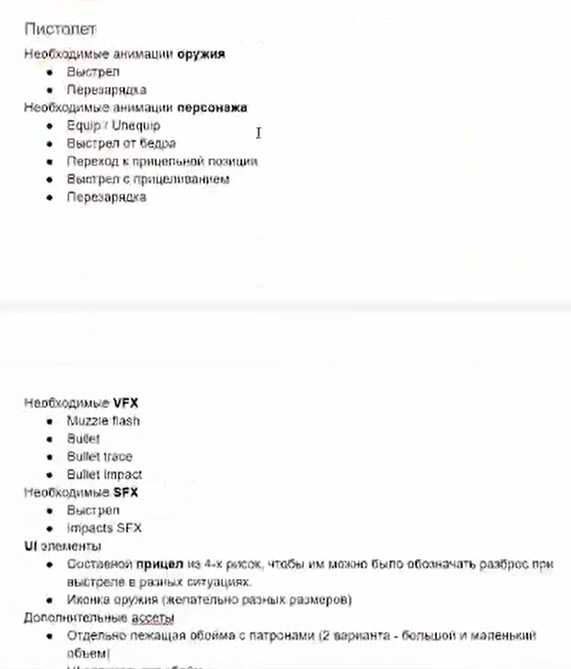 Пистолет
Необходимые анимации оружия
● Выстрел
● Перезарядка
Необходимые анимации персонажа
● Equip / Unequip
● Выстрел от бедра
● Переход к прицельной позиции
● Выстрел с прицеливанием
● Перезарядка
Необходимые VFX
● Muzzle flash
● Bullet
● Bullet trace
● Bullet impact
Необходимые SFX
● Выстрел
● Impacts SFX
UI элементы
● Составной прицел из 4-х рисок, чтобы им можно было обозначать разброс при
выстреле в разных ситуациях.
● Иконка оружия (желательно разных размеров)
Дополнительные ассеты
● Отдельно лежащая обойма с патронами (2 варианта - большой и маленький
объем)